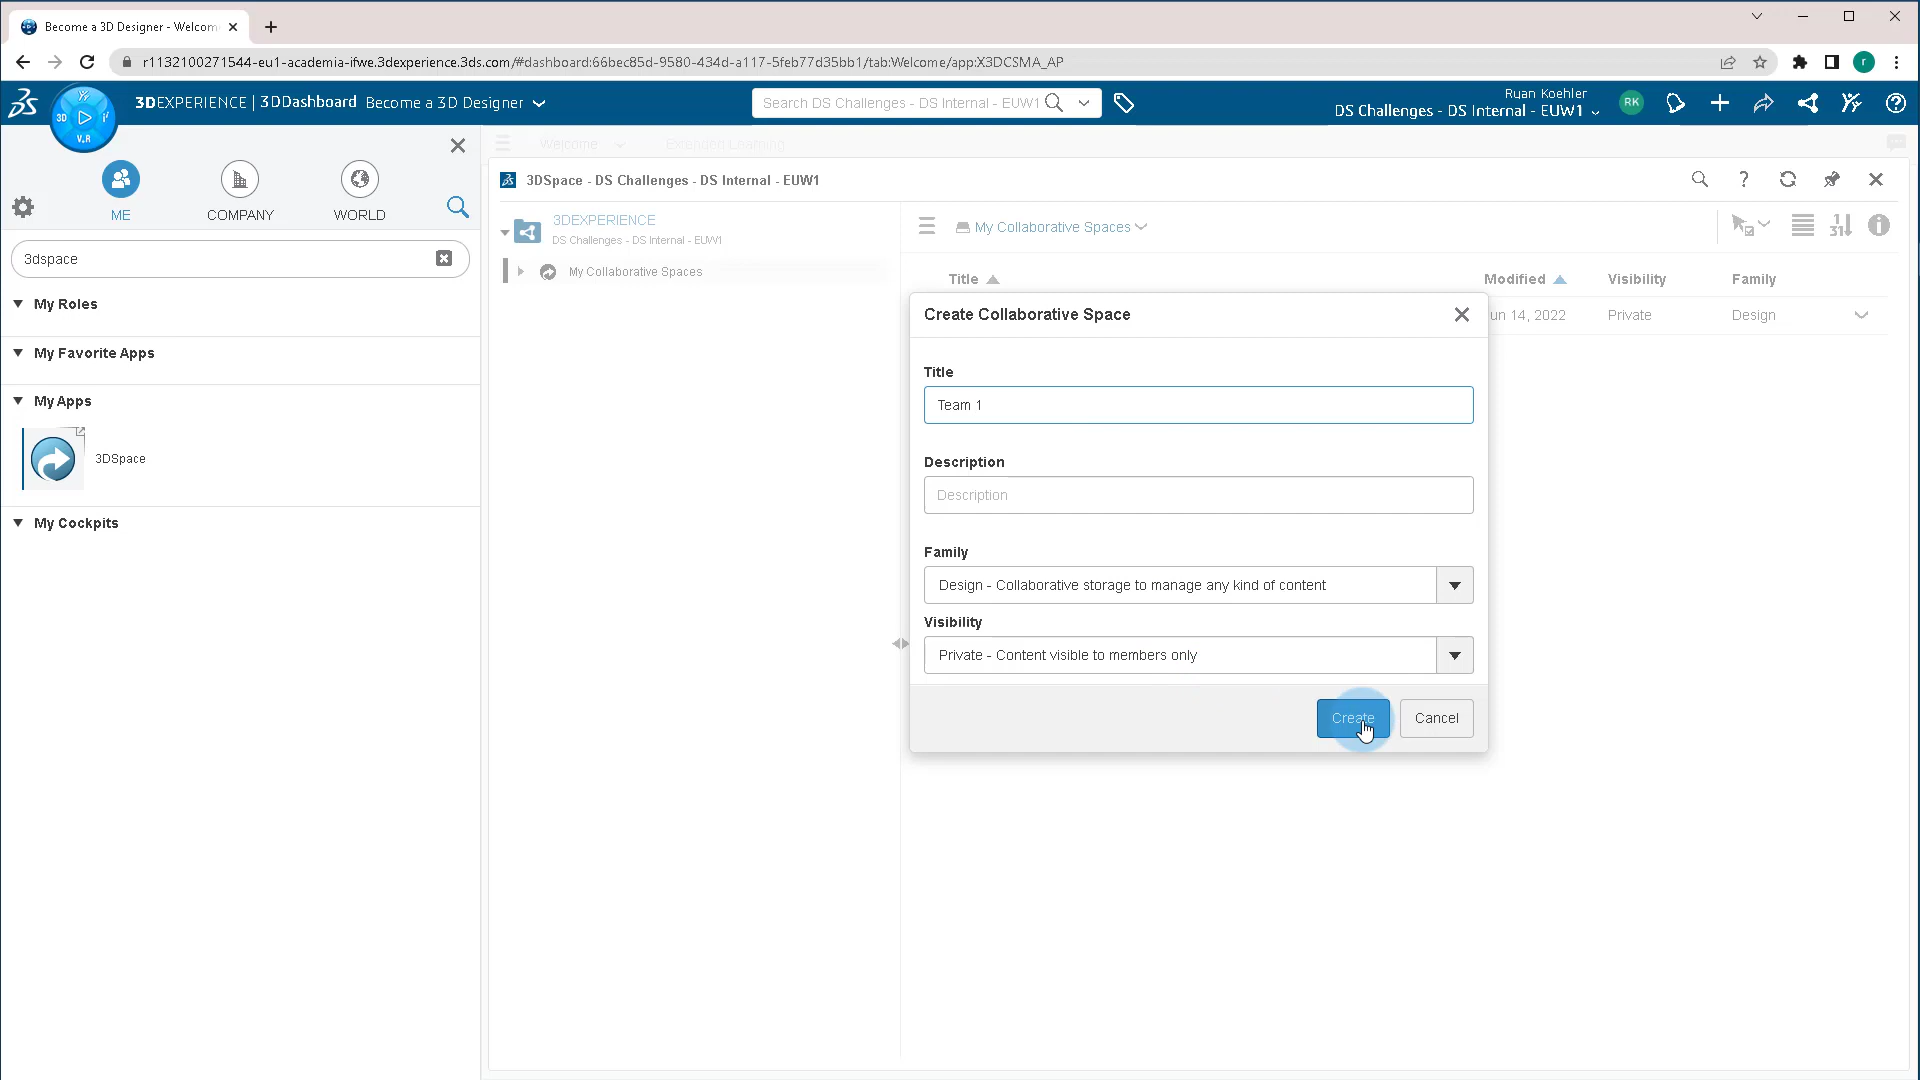 Become a 3D Designer - Welcom
r1132100271544-eu1-academia-ifwe.3dexperience.3ds.com/#dashboard:66bec85d-9580-434d-a117-5feb77d35bb1/tab:Welcome/app:X3DCSMA_AP
r
3D
V.R
3DEXPERIENCE | 3DDashboard Become a 3D Designer
Search DS Challenges - DS Internal - EUW1
Ryan Koehler
DS Challenges - DS Internal - EUW1
RK
ME
COMPANY
WORLD
3dspace
My Roles
My Favorite Apps
My Apps
3DSpace
My Cockpits
Welcome
Extended Learning
3DSpace - DS Challenges - DS Internal - EUW1
3DEXPERIENCE
DS Challenges - DS Internal - EUW1
My Collaborative Spaces
My Collaborative Spaces
Title
Modified
Visibility
Family
un 14, 2022
Private
Design
Create Collaborative Space
Title
Team 1
Description
Description
Family
Design - Collaborative storage to manage any kind of content
Visibility
Private - Content visible to members only
Create
Cancel